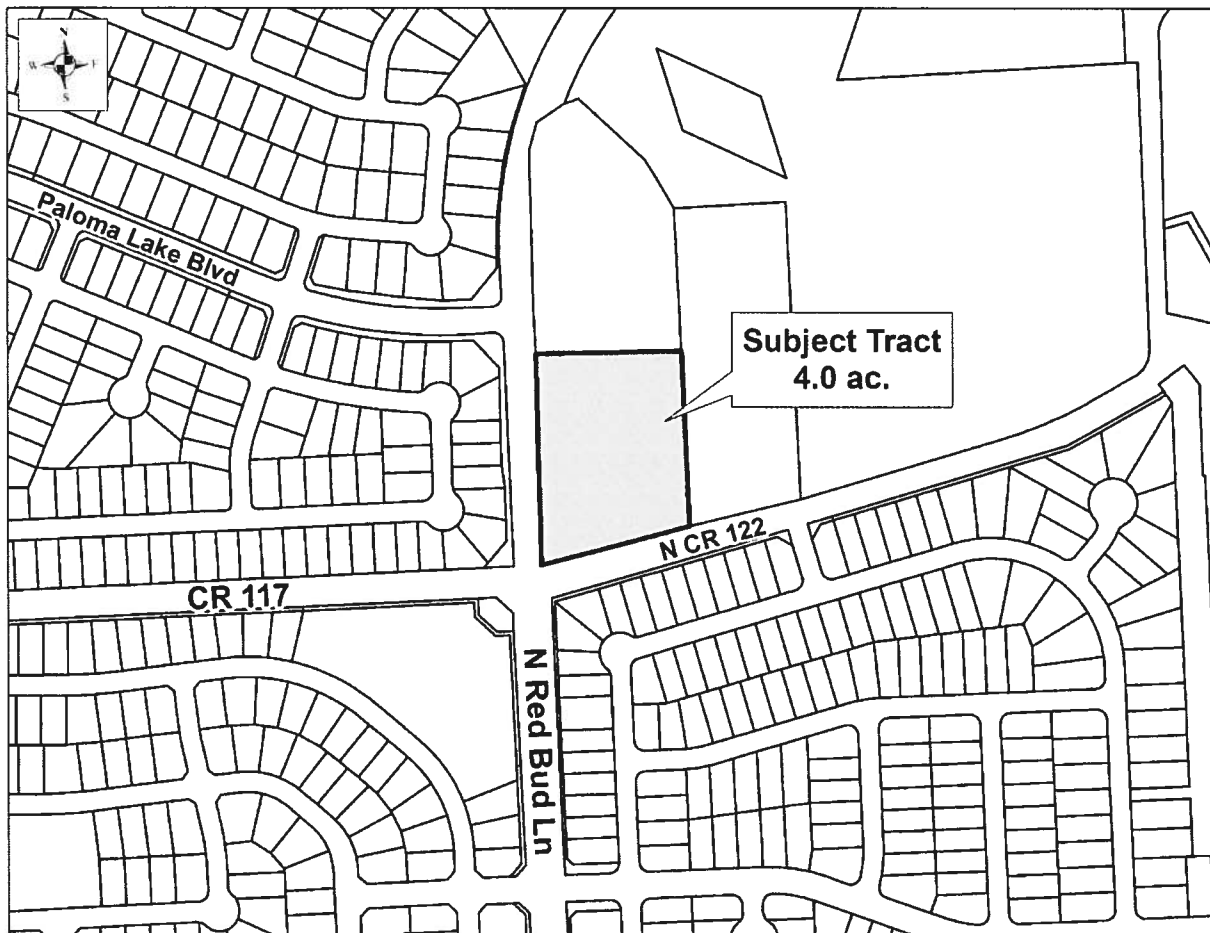 N
W E
S
Paloma Lake Blvd
Subject Tract
4.0 ac.
N CR 122
CR 117
N Red Bud Ln